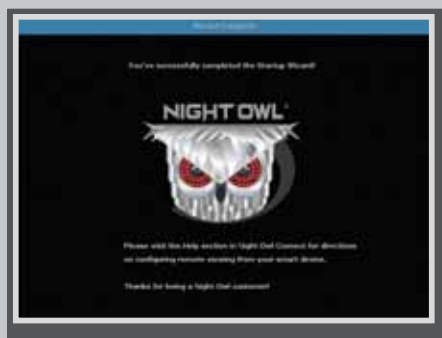 You've successfully completed the Startup Wizard!
NIGHT OWL
Please visit the Help section in Night Owl Connect for directions
on configuring remote viewing from your smart device.
Thanks for being a Night Owl customer!